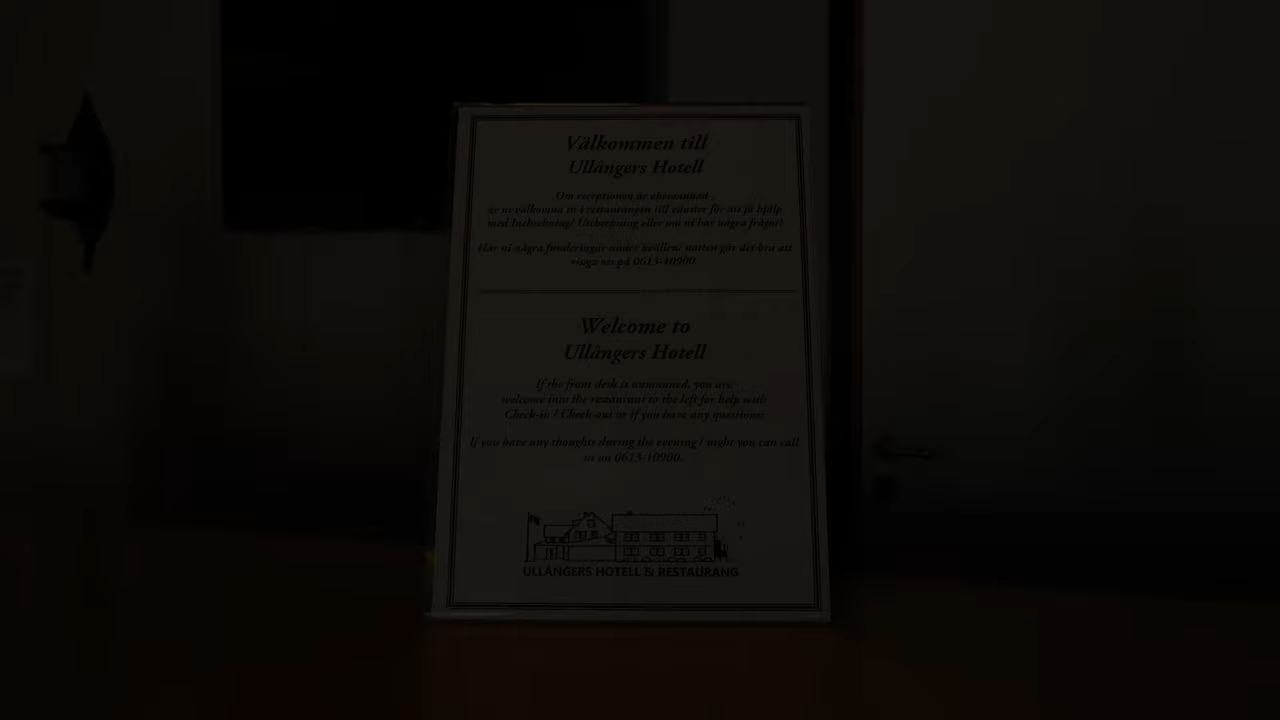 Välkommen till
Ullångers Hotell
Om receptionen är obemannad,
är ni välkomna in i restaurangen till vänster för att få hjälp
med Incheckning/ Utcheckning eller om ni har några frågor!
Har ni några funderingar under kvällen/ natten går det bra att
ringa oss på 0613-10900.
Welcome to
Ullångers Hotell
If the front desk is unmanned, you are
welcome into the restaurant to the left for help with
Check-in / Check-out or if you have any questions!
If you have any thoughts during the evening / night you can call
us on 0613-10900.
ULLÅNGERS HOTELL & RESTAURANG